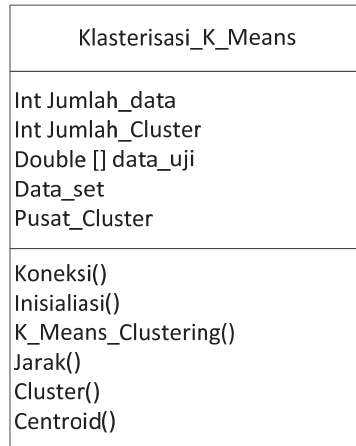 Klasterisasi_K_Means
Int Jumlah_data
Int Jumlah_Cluster
Double [] data_uji
Data_set
Pusat_Cluster
Koneksi()
Inisialiasi()
K_Means_Clustering()
Jarak()
Cluster()
Centroid()